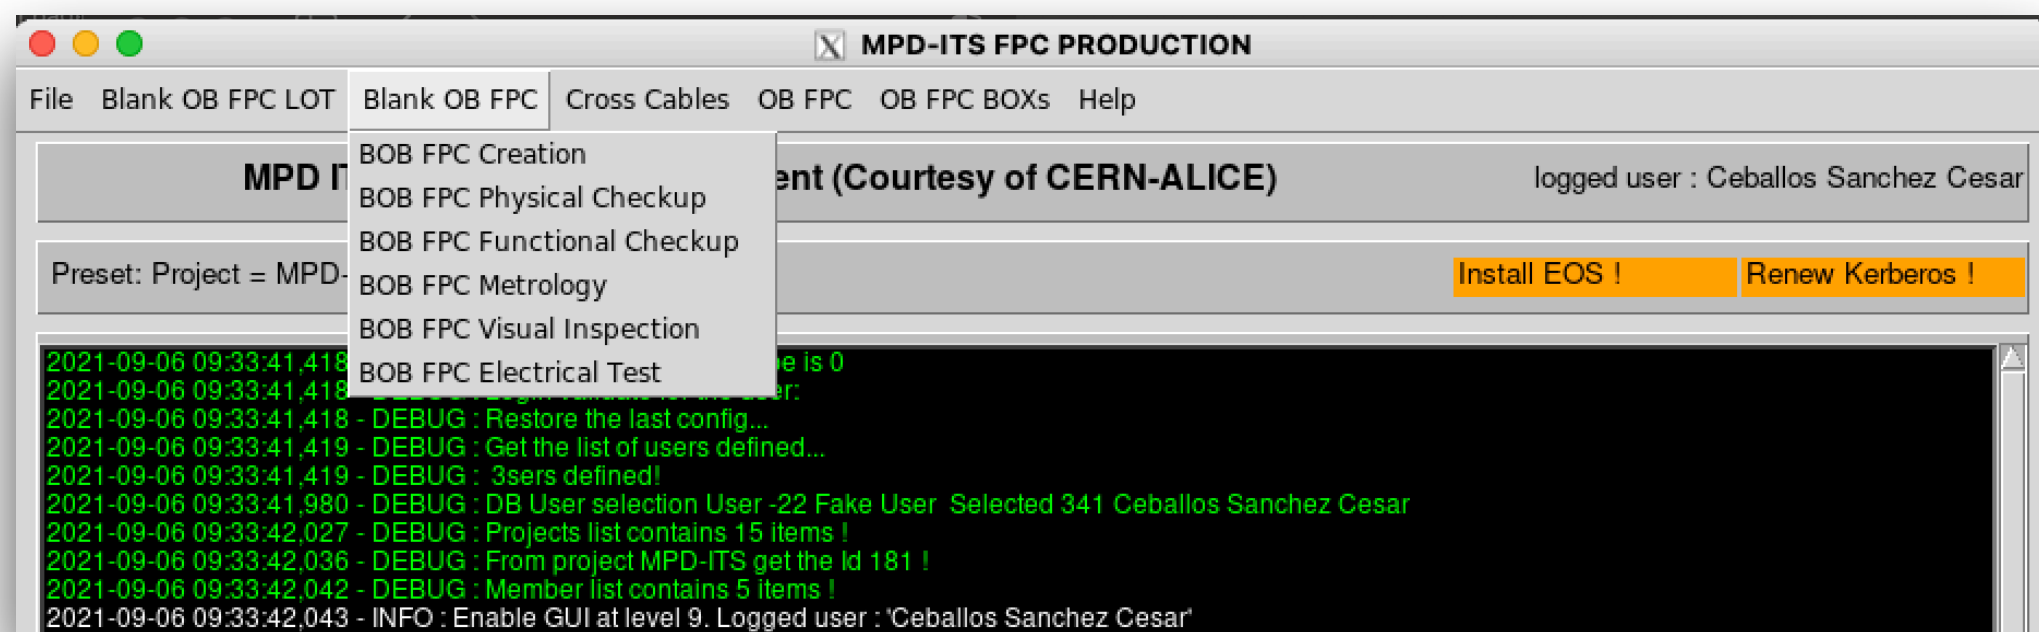 MPD-ITS FPC PRODUCTION
File Blank OB FPC LOT Blank OB FPC Cross Cables OB FPC OB FPC BOXs Help
BOB FPC Creation
BOB FPC Physical Checkup
BOB FPC Functional Checkup
BOB FPC Metrology
BOB FPC Visual Inspection
BOB FPC Electrical Test
MPD (Courtesy of CERN-ALICE) logged user : Ceballos Sanchez Cesar
Preset: Project = MPD- Install EOS ! Renew Kerberos !
2021-09-06 09:33:41,418 is 0
2021-09-06 09:33:41,418
2021-09-06 09:33:41,418 - DEBUG : Restore the last config...
2021-09-06 09:33:41,419 - DEBUG : Get the list of users defined...
2021-09-06 09:33:41,419 - DEBUG : 3sers defined!
2021-09-06 09:33:41,980 - DEBUG : DB User selection User -22 Fake User Selected 341 Ceballos Sanchez Cesar
2021-09-06 09:33:42,027 - DEBUG : Projects list contains 15 items !
2021-09-06 09:33:42,036 - DEBUG : From project MPD-ITS get the Id 181 !
2021-09-06 09:33:42,042 - DEBUG : Member list contains 5 items !
2021-09-06 09:33:42,043 - INFO : Enable GUI at level 9. Logged user : 'Ceballos Sanchez Cesar'